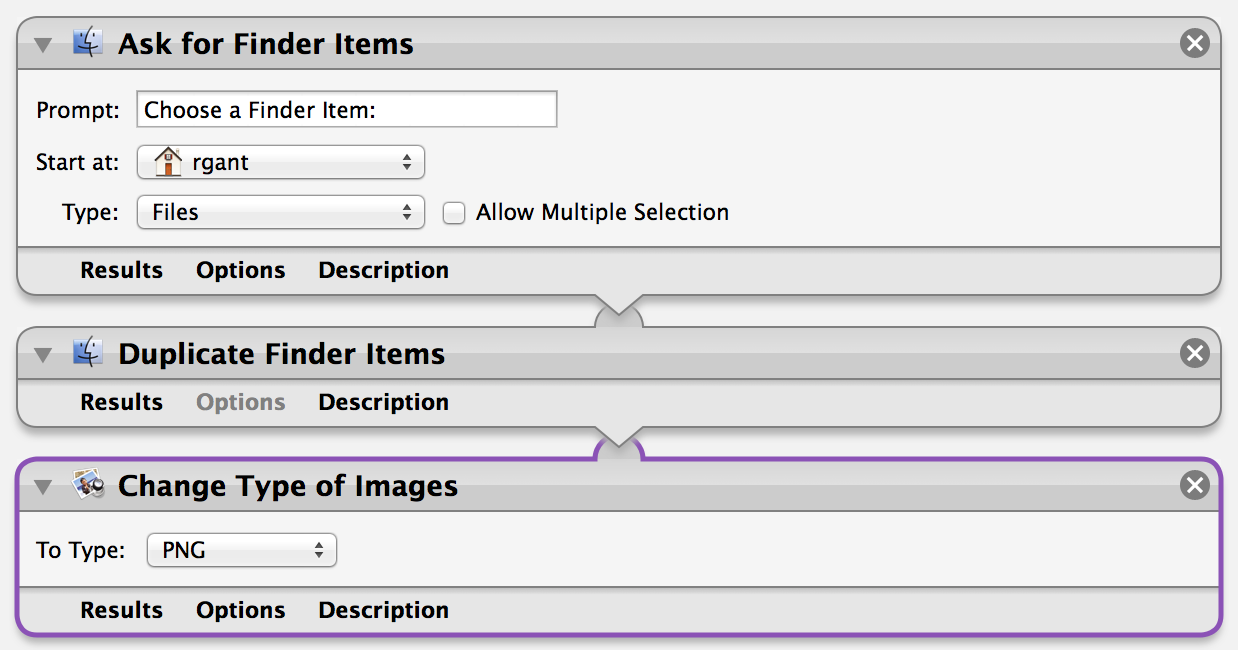 Ask for Finder Items
Prompt: Choose a Finder Item:
Start at: rgant
Type: Files Allow Multiple Selection
Results Options Description
Duplicate Finder Items
Results Options Description
Change Type of Images
To Type: PNG
Results Options Description